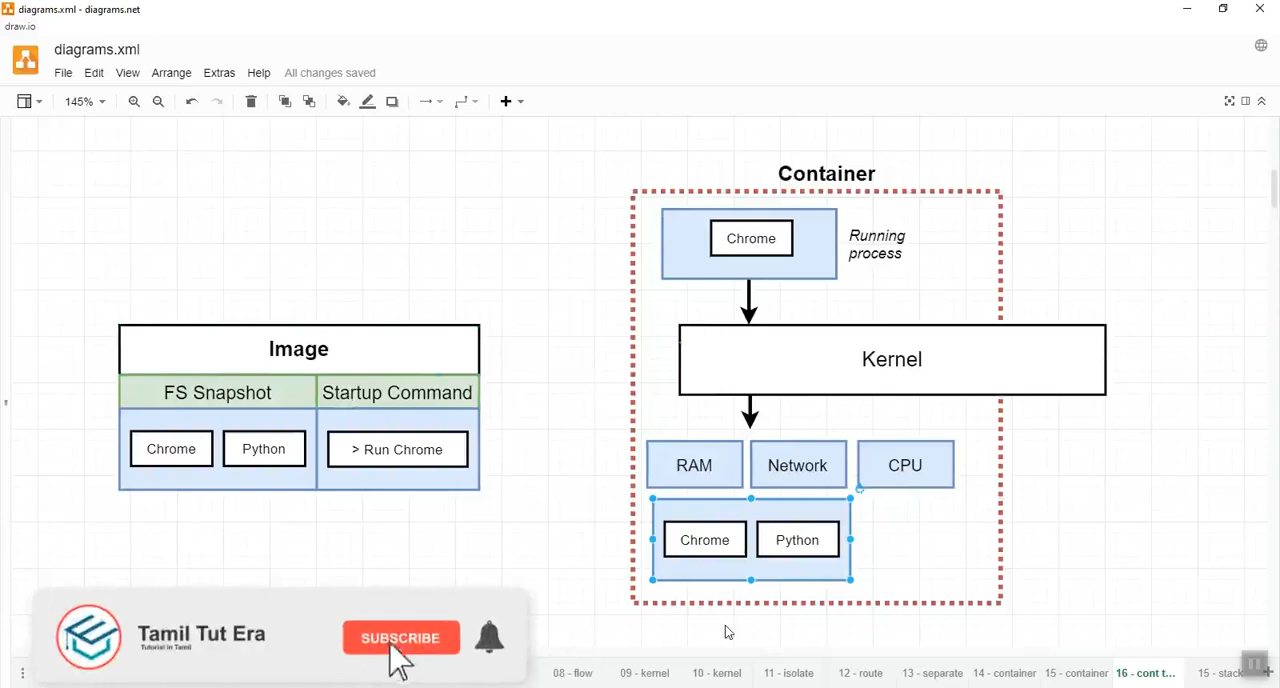 diagrams.xml - diagrams.net
draw.io
diagrams.xml
File Edit View Arrange Extras Help All changes saved
145%
Container
Chrome
Running
process
Kernel
Image
FS Snapshot Startup Command
Chrome Python > Run Chrome
RAM Network CPU
Chrome Python
Tamil Tut Era
Tutorial in Tamil
SUBSCRIBE
08 - flow 09 - kernel 10 - kernel 11 - isolate 12 - route 13 - separate 14 - container 15 - container 16 - cont t... 15 - stack